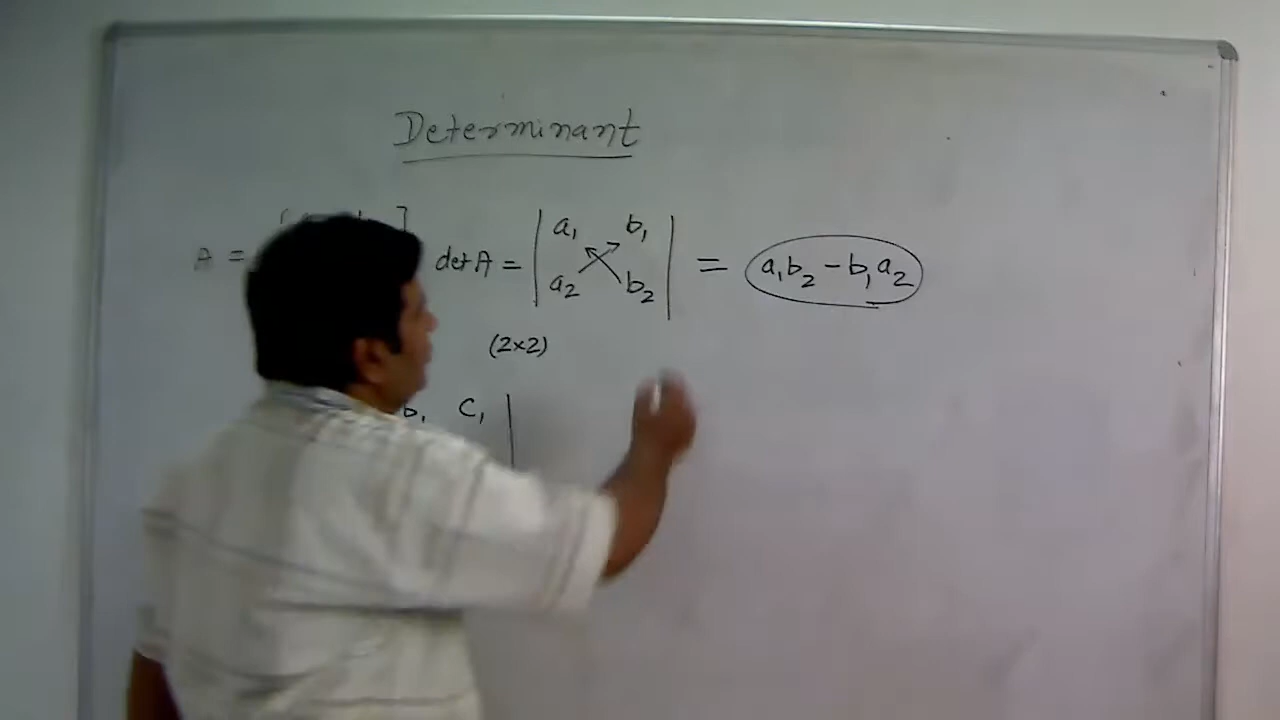 Determinant
A = det A = | a₁ b₁ | = a₁b₂ - b₁a₂
| a₂ b₂ |
(2×2)
b₁ C₁ |